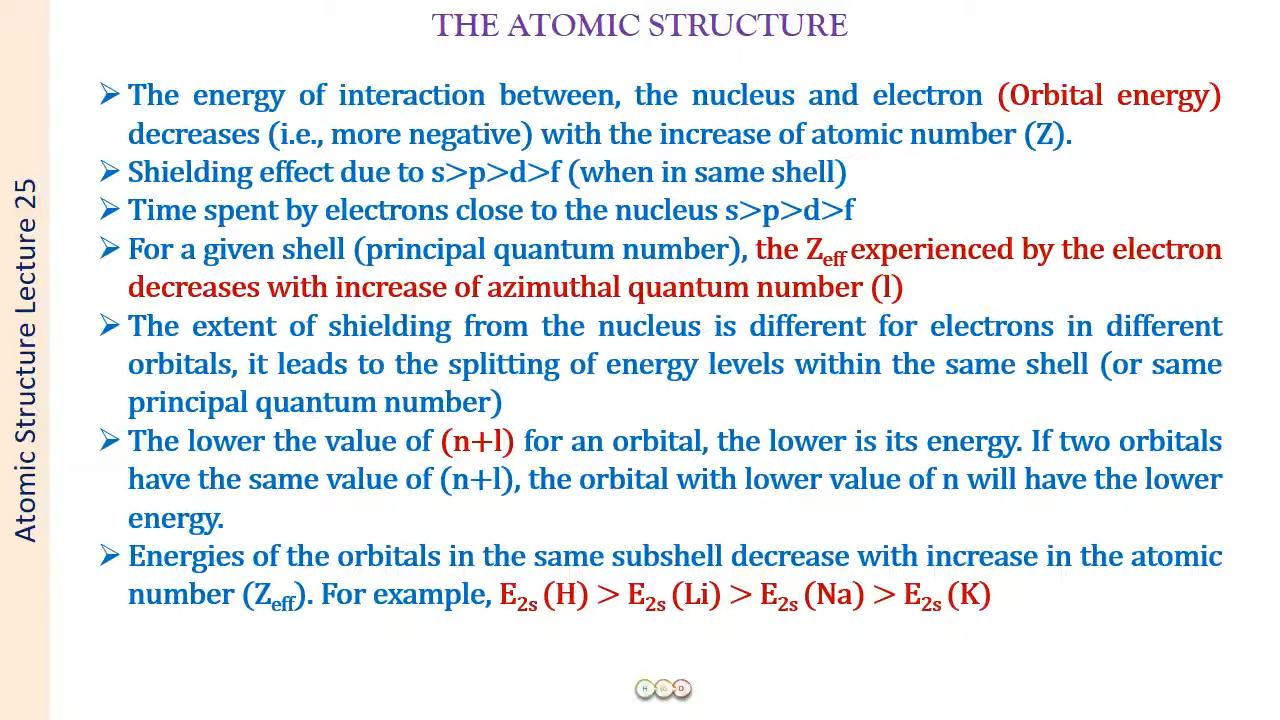 THE ATOMIC STRUCTURE
Atomic Structure Lecture 25
➢ The energy of interaction between, the nucleus and electron (Orbital energy)
decreases (i.e., more negative) with the increase of atomic number (Z).
➢ Shielding effect due to s>p>d>f (when in same shell)
➢ Time spent by electrons close to the nucleus s>p>d>f
➢ For a given shell (principal quantum number), the Zeff experienced by the electron
decreases with increase of azimuthal quantum number (l)
➢ The extent of shielding from the nucleus is different for electrons in different
orbitals, it leads to the splitting of energy levels within the same shell (or same
principal quantum number)
➢ The lower the value of (n+l) for an orbital, the lower is its energy. If two orbitals
have the same value of (n+l), the orbital with lower value of n will have the lower
energy.
➢ Energies of the orbitals in the same subshell decrease with increase in the atomic
number (Zeff). For example, E2s (H) > E2s (Li) > E2s (Na) > E2s (K)